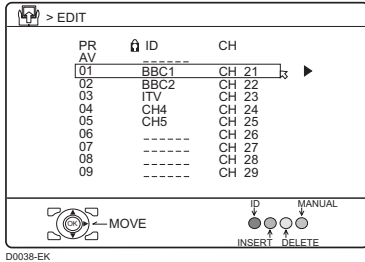 > EDIT
PR ID CH
AV _ _ _ _ _ _
01 BBC1 CH 21
02 BBC2 CH 22
03 ITV CH 23
04 CH4 CH 24
05 CH5 CH 25
06 _ _ _ _ _ _ CH 26
07 _ _ _ _ _ _ CH 27
08 _ _ _ _ _ _ CH 28
09 _ _ _ _ _ _ CH 29
OK MOVE
ID MANUAL
INSERT DELETE
D0038-EK